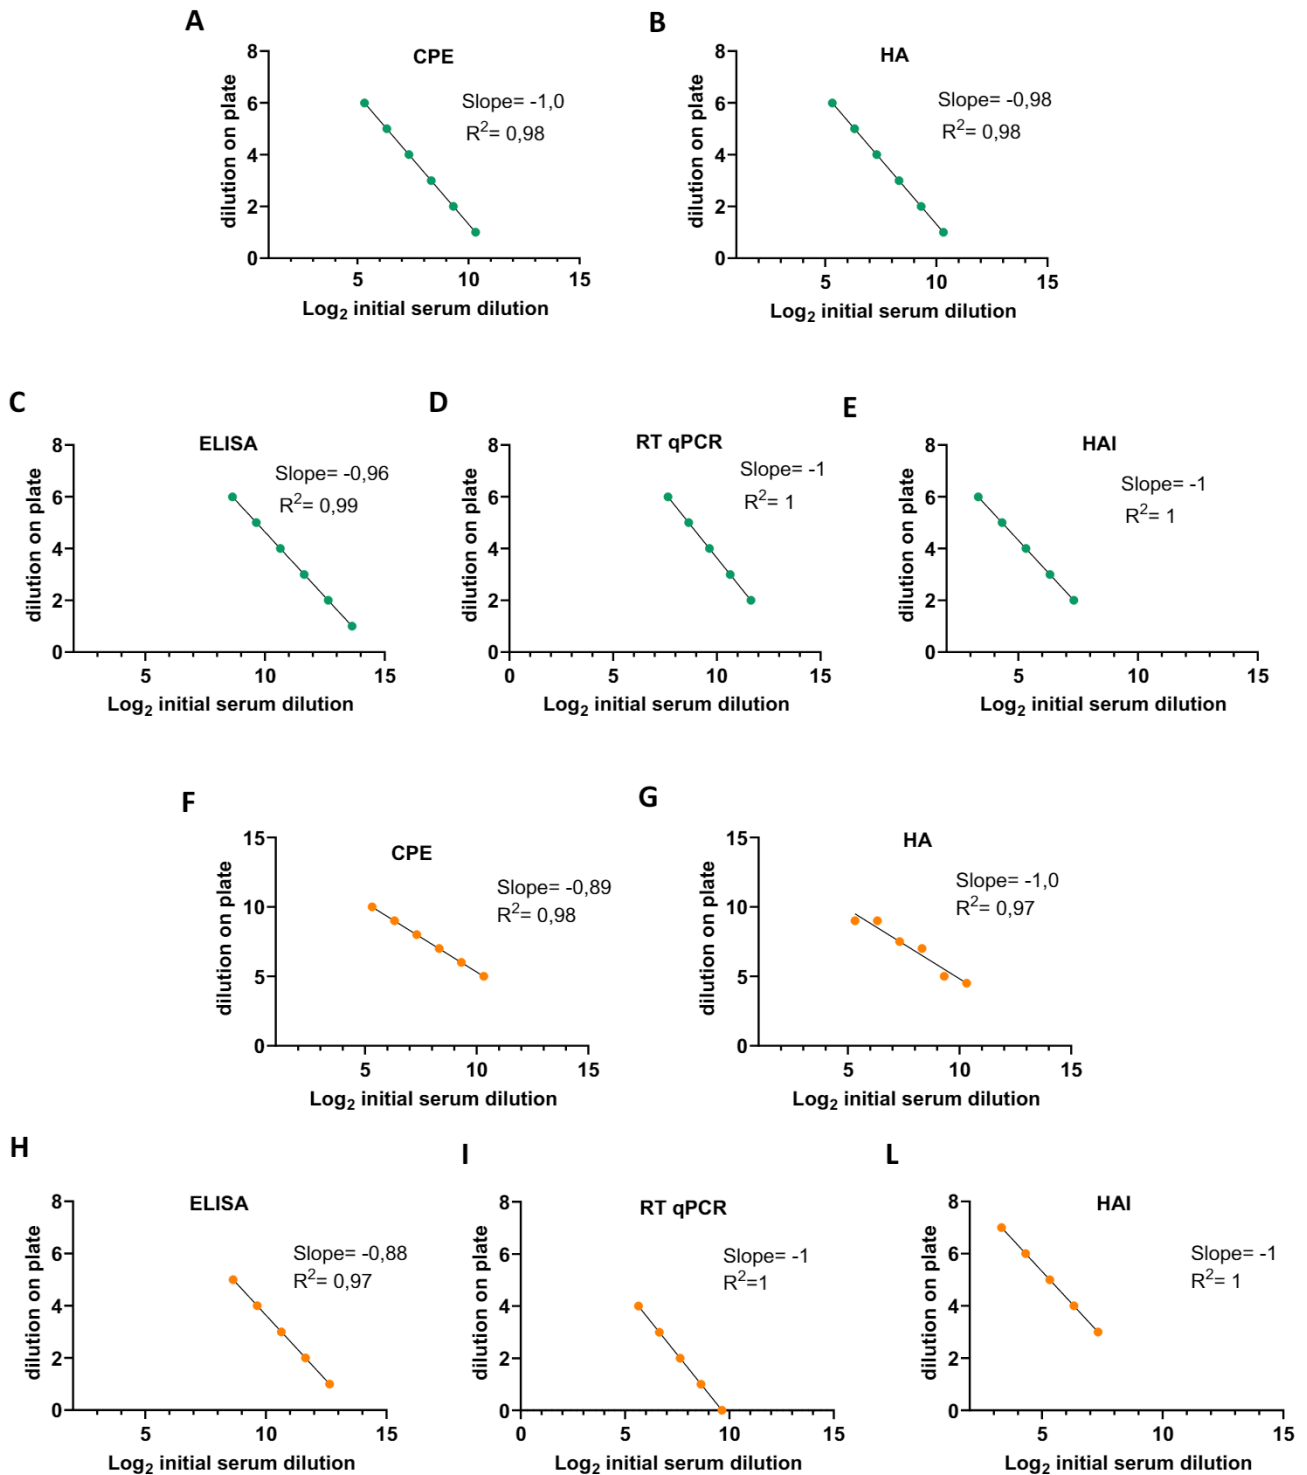 A
CPE
Slope= -1,0
R²= 0,98
dilution on plate
8
6
4
2
0
5
10
15
Log₂ initial serum dilution
B
HA
Slope= -0,98
R²= 0,98
dilution on plate
8
6
4
2
0
5
10
15
Log₂ initial serum dilution
C
ELISA
Slope= -0,96
R²= 0,99
dilution on plate
8
6
4
2
0
5
10
15
Log₂ initial serum dilution
D
RT qPCR
Slope= -1
R²= 1
dilution on plate
8
6
4
2
0
0
5
10
15
Log₂ initial serum dilution
E
HAI
Slope= -1
R²= 1
dilution on plate
8
6
4
2
0
5
10
15
Log₂ initial serum dilution
F
CPE
Slope= -0,89
R²= 0,98
dilution on plate
15
10
5
0
5
10
15
Log₂ initial serum dilution
G
HA
Slope= -1,0
R²= 0,97
dilution on plate
15
10
5
0
5
10
15
Log₂ initial serum dilution
H
ELISA
Slope= -0,88
R²= 0,97
dilution on plate
8
6
4
2
0
5
10
15
Log₂ initial serum dilution
I
RT qPCR
Slope= -1
R²=1
dilution on plate
8
6
4
2
0
0
5
10
15
Log₂ initial serum dilution
L
HAI
Slope= -1
R²= 1
dilution on plate
8
6
4
2
0
5
10
15
Log₂ initial serum dilution